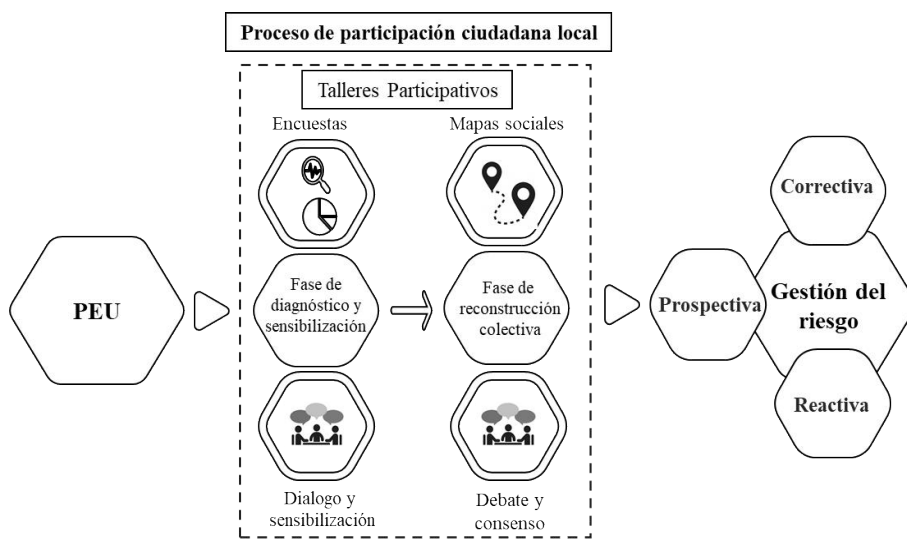 Proceso de participación ciudadana local
Talleres Participativos
Encuestas
Mapas sociales
PEU
Fase de
diagnóstico y
sensibilización
Fase de
reconstrucción
colectiva
Dialogo y
sensibilización
Debate y
consenso
Correctiva
Prospectiva
Gestión del
riesgo
Reactiva